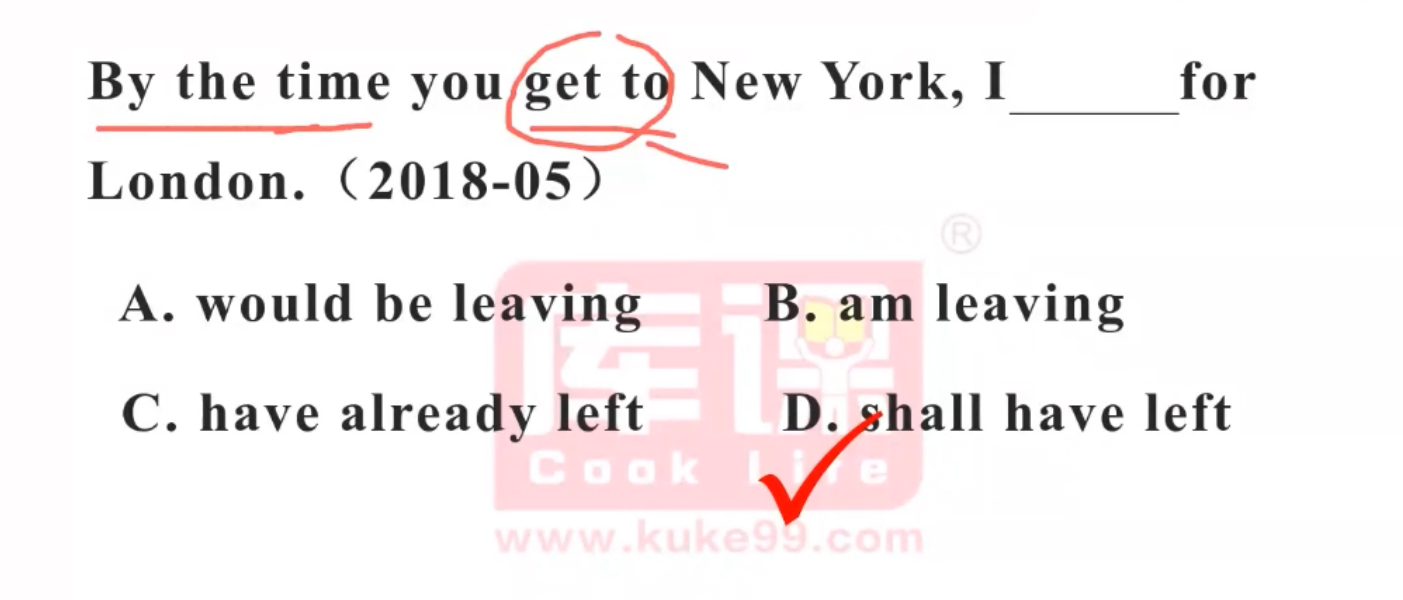 By the time you get to New York, I______for
London.（2018-05）
®
A. would be leaving B. am leaving
库课
C. have already left D. shall have left
Cook Life
www.kuke99.com